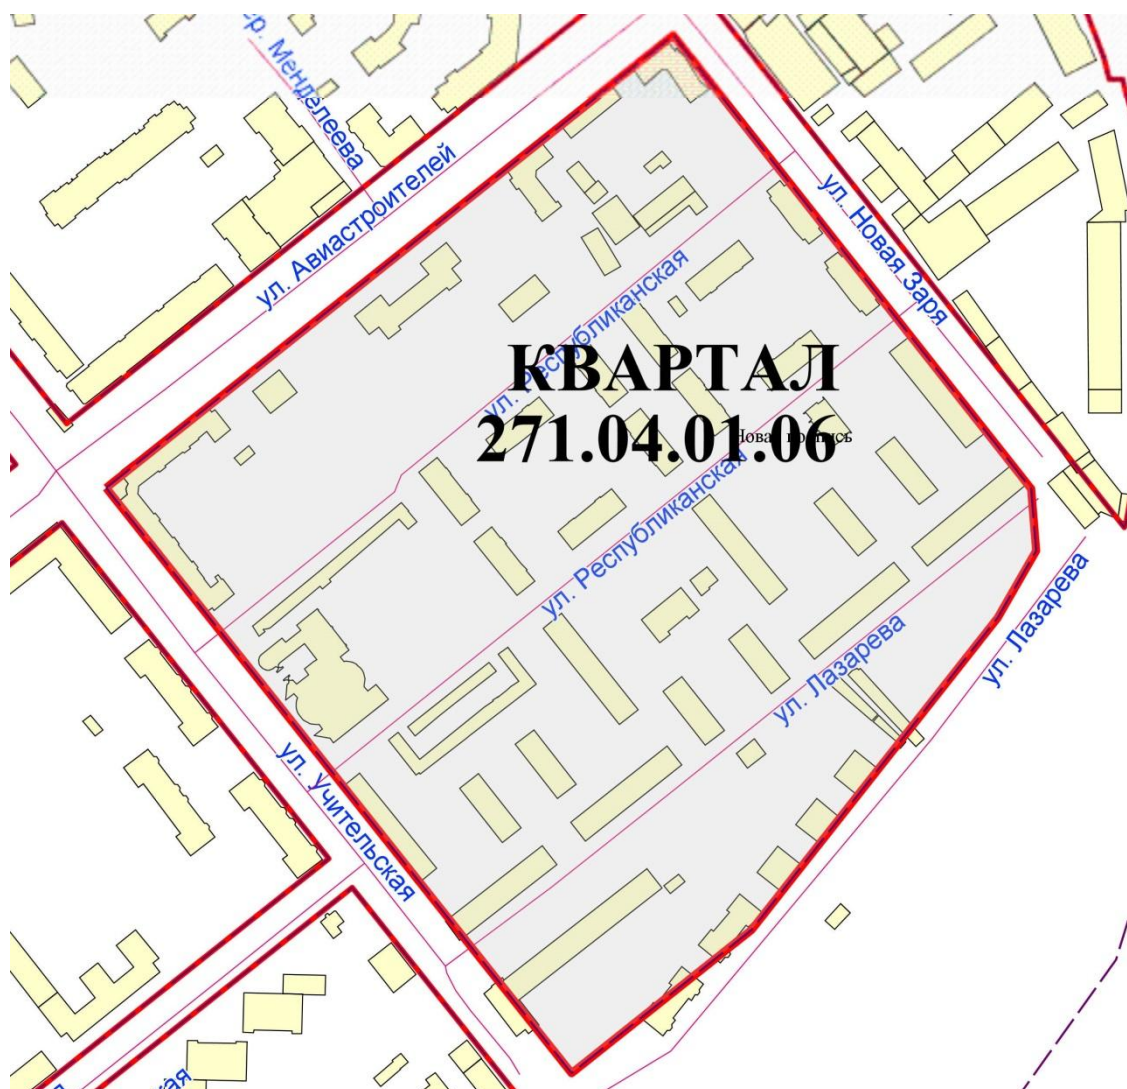 ер. Менделеева
ул. Авиастроителей
ул. Новая Заря
ул. Республиканская
КВАРТАЛ
271.04.01.06
ул. Республиканская
ул. Лазарева
ул. Лазарева
ул. Учительская